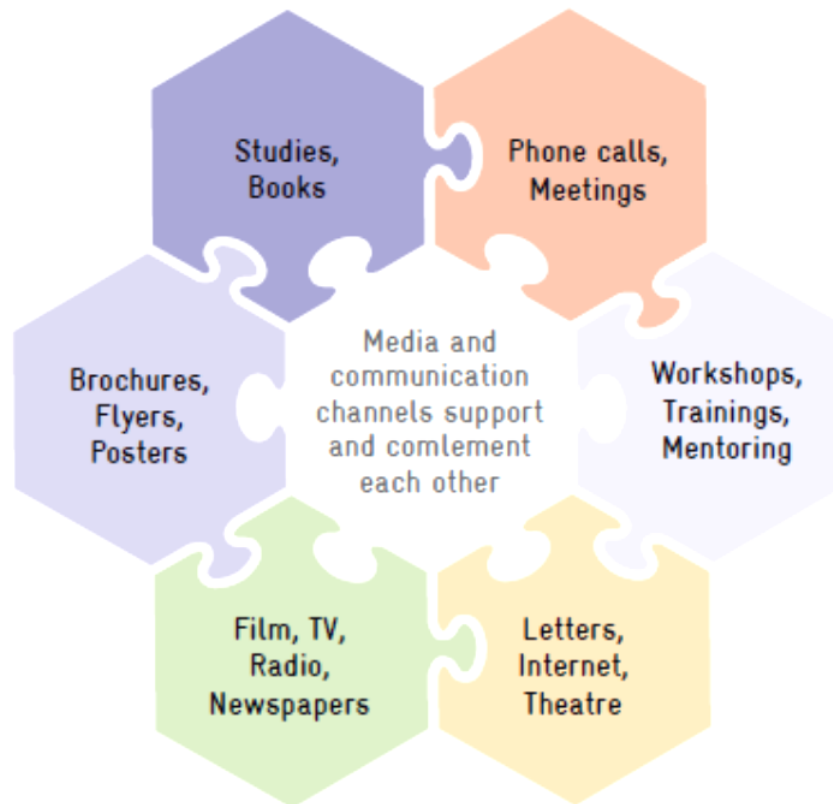 Studies,
Books
Phone calls,
Meetings
Brochures,
Flyers,
Posters
Media and
communication
channels support
and comlement
each other
Workshops,
Trainings,
Mentoring
Film, TV,
Radio,
Newspapers
Letters,
Internet,
Theatre